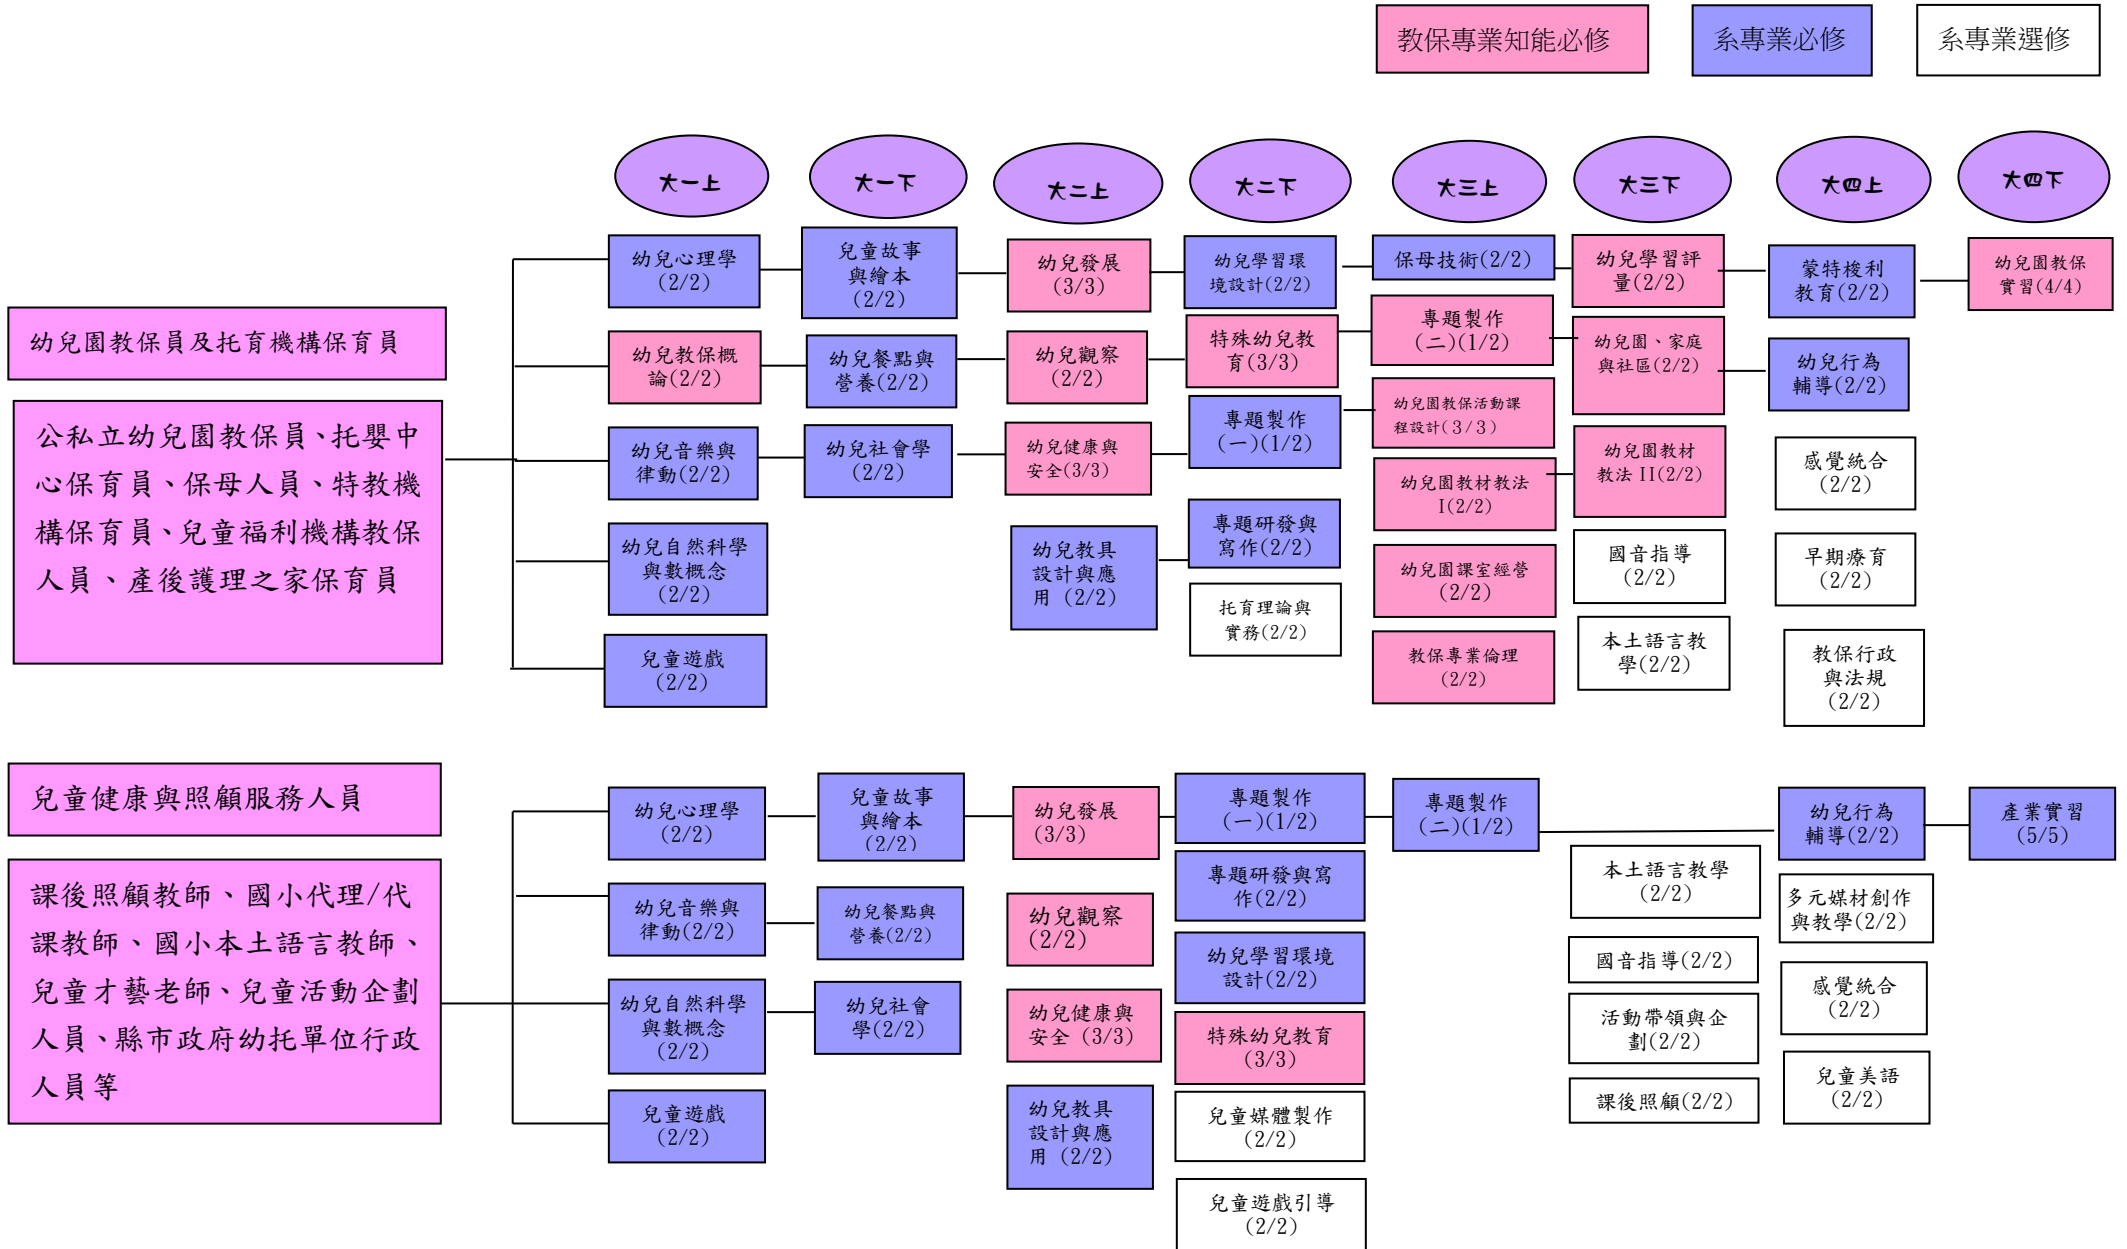 教保專業知能必修
系專業必修
系專業選修
大一上
大一下
大二上
大二下
大三上
大三下
大四上
大四下
幼兒園教保員及托育機構保育員
公私立幼兒園教保員、托嬰中
心保育員、保母人員、特教機
構保育員、兒童福利機構教保
人員、產後護理之家保育員
幼兒心理學
(2/2)
幼兒教保概
論(2/2)
幼兒音樂與
律動(2/2)
幼兒自然科學
與數概念
(2/2)
兒童遊戲
(2/2)
兒童故事
與繪本
(2/2)
幼兒餐點與
營養(2/2)
幼兒社會學
(2/2)
幼兒發展
(3/3)
幼兒觀察
(2/2)
幼兒健康與
安全(3/3)
幼兒教具
設計與應
用 (2/2)
幼兒學習環
境設計(2/2)
特殊幼兒教
育(3/3)
專題製作
(一)(1/2)
專題研發與
寫作(2/2)
托育理論與
實務(2/2)
保母技術(2/2)
專題製作
(二)(1/2)
幼兒園教保活動課
程設計(3/3)
幼兒園教材教法
I(2/2)
幼兒園課室經營
(2/2)
教保專業倫理
(2/2)
幼兒學習評
量(2/2)
幼兒園、家庭
與社區(2/2)
幼兒園教材
教法 II(2/2)
國音指導
(2/2)
本土語言教
學(2/2)
蒙特梭利
教育(2/2)
幼兒行為
輔導(2/2)
感覺統合
(2/2)
早期療育
(2/2)
教保行政
與法規
(2/2)
幼兒園教保
實習(4/4)
兒童健康與照顧服務人員
課後照顧教師、國小代理/代
課教師、國小本土語言教師、
兒童才藝老師、兒童活動企劃
人員、縣市政府幼托單位行政
人員等
幼兒心理學
(2/2)
幼兒音樂與
律動(2/2)
幼兒自然科學
與數概念
(2/2)
兒童遊戲
(2/2)
兒童故事
與繪本
(2/2)
幼兒餐點與
營養(2/2)
幼兒社會
學(2/2)
幼兒發展
(3/3)
幼兒觀察
(2/2)
幼兒健康與
安全 (3/3)
幼兒教具
設計與應
用 (2/2)
專題製作
(一)(1/2)
專題研發與寫
作(2/2)
幼兒學習環境
設計(2/2)
特殊幼兒教育
(3/3)
兒童媒體製作
(2/2)
兒童遊戲引導
(2/2)
專題製作
(二)(1/2)
本土語言教學
(2/2)
國音指導(2/2)
活動帶領與企
劃(2/2)
課後照顧(2/2)
幼兒行為
輔導(2/2)
多元媒材創作
與教學(2/2)
感覺統合
(2/2)
兒童美語
(2/2)
產業實習
(5/5)